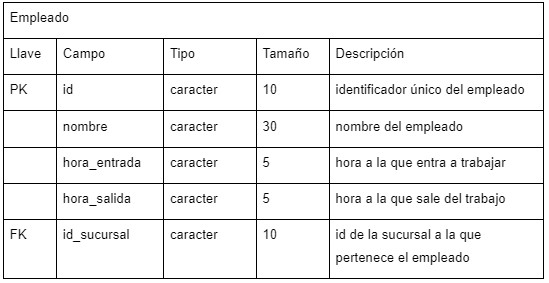 Empleado
Llave Campo Tipo Tamaño Descripción
PK id caracter 10 identificador único del empleado
nombre caracter 30 nombre del empleado
hora_entrada caracter 5 hora a la que entra a trabajar
hora_salida caracter 5 hora a la que sale del trabajo
FK id_sucursal caracter 10 id de la sucursal a la que
pertenece el empleado